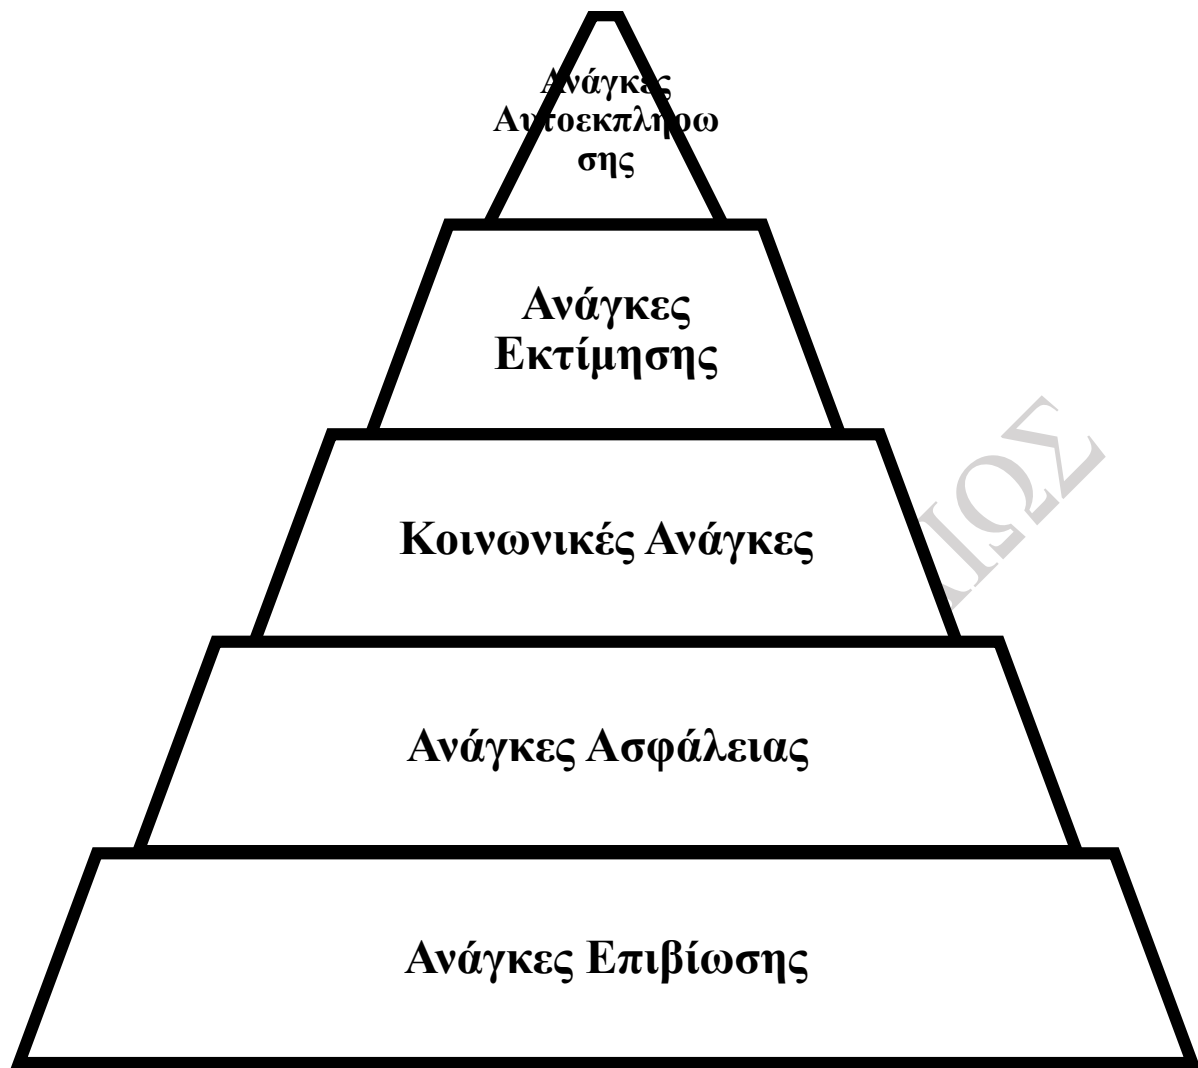 Ανάγκες
Αυτοεκπληρω
σης
Ανάγκες
Εκτίμησης
Κοινωνικές Ανάγκες
Ανάγκες Ασφάλειας
Ανάγκες Επιβίωσης